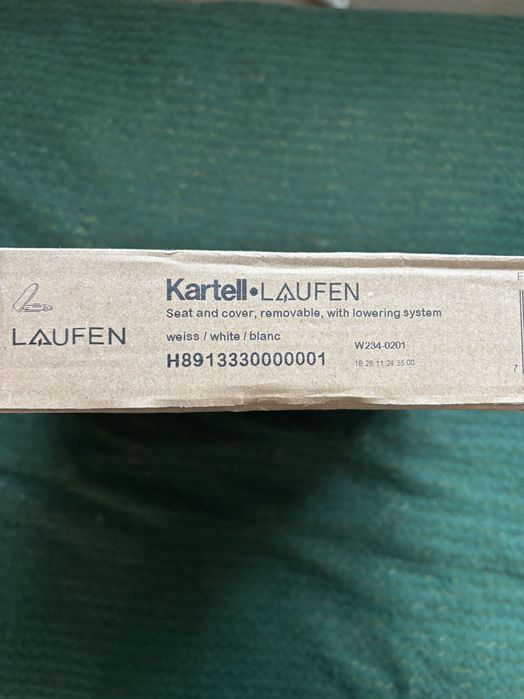 LAUFEN
Kartell•LAUFEN
Seat and cover, removable, with lowering system
weiss / white / blanc
H8913330000001
W234-0201
18.28.11.24.35.00
F
7